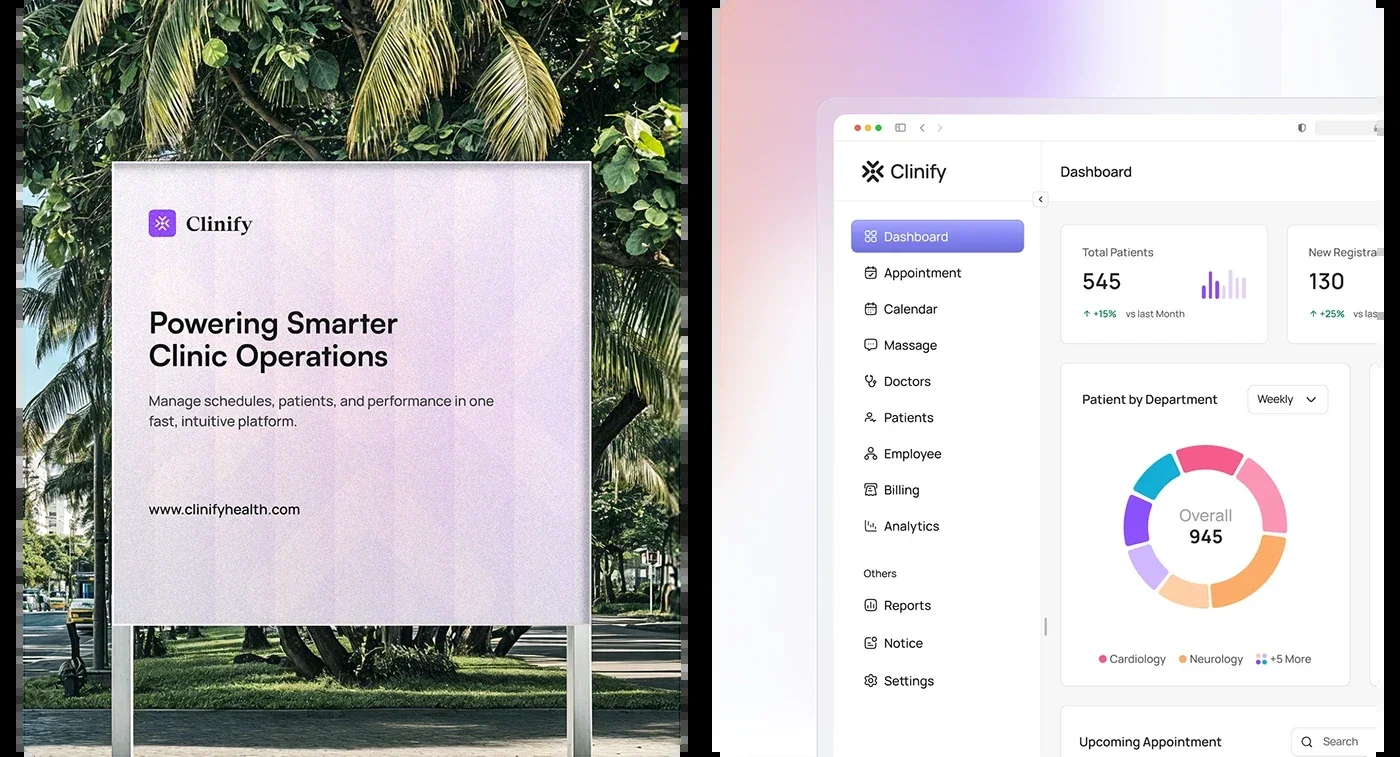 Clinify
Powering Smarter
Clinic Operations
Manage schedules, patients, and performance in one
fast, intuitive platform.
www.clinifyhealth.com
Clinify
Dashboard
Dashboard
Appointment
Calendar
Massage
Doctors
Patients
Employee
Billing
Analytics
Others
Reports
Notice
Settings
Total Patients
545
+15% vs last Month
New Registra
130
+25% vs las
Patient by Department
Weekly
Overall
945
Cardiology
Neurology
+5 More
Upcoming Appointment
Search